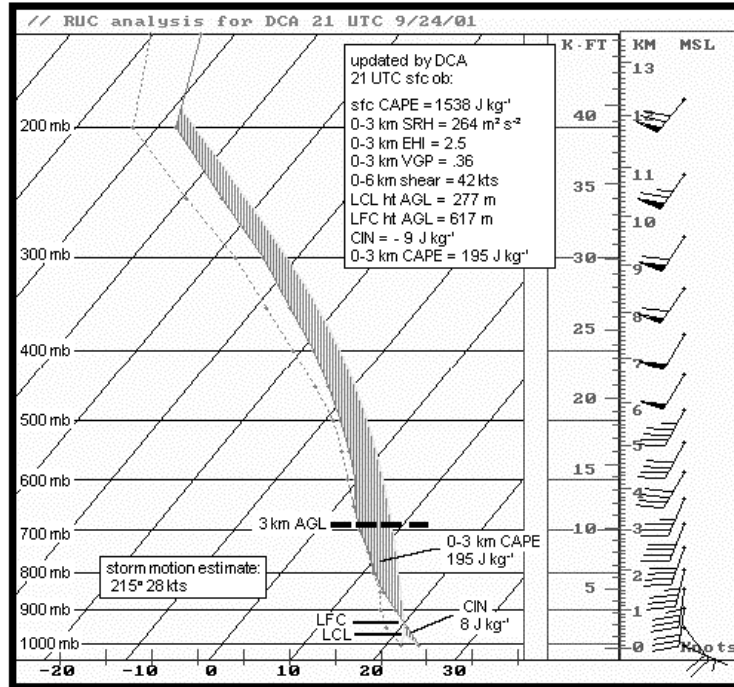 // RUC analysis for DCA 21 UTC 9/24/01
updated by DCA
21 UTC sfc ob:
sfc CAPE = 1538 J kg⁻¹
0-3 km SRH = 264 m² s⁻²
0-3 km EHI = 2.5
0-3 km VGP = .36
0-6 km shear = 42 kts
LCL ht AGL = 277 m
LFC ht AGL = 617 m
CIN = - 9 J kg⁻¹
0-3 km CAPE = 195 J kg⁻¹
K-FT
KM MSL
13
40
12
200 mb
11
35
10
300 mb
30
9
8
25
400 mb
7
20
6
500 mb
5
15
600 mb
4
3 km AGL
700 mb
10
3
0-3 km CAPE
195 J kg⁻¹
storm motion estimate:
215° 28 kts
800 mb
5
2
900 mb
1
CIN
8 J kg⁻¹
LFC
LCL
1000 mb
0
Knots
-20 -10 0 10 20 30